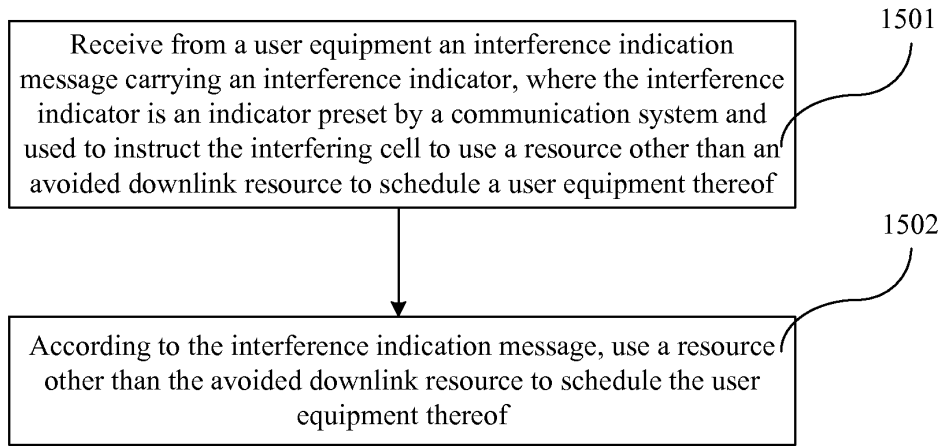 1501
Receive from a user equipment an interference indication
message carrying an interference indicator, where the interference
indicator is an indicator preset by a communication system and
used to instruct the interfering cell to use a resource other than an
avoided downlink resource to schedule a user equipment thereof
1502
According to the interference indication message, use a resource
other than the avoided downlink resource to schedule the user
equipment thereof